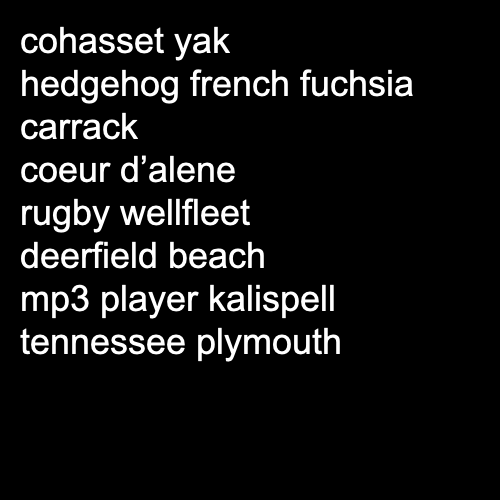 cohasset yak
hedgehog french fuchsia
carrack
coeur d’alene
rugby wellfleet
deerfield beach
mp3 player kalispell
tennessee plymouth